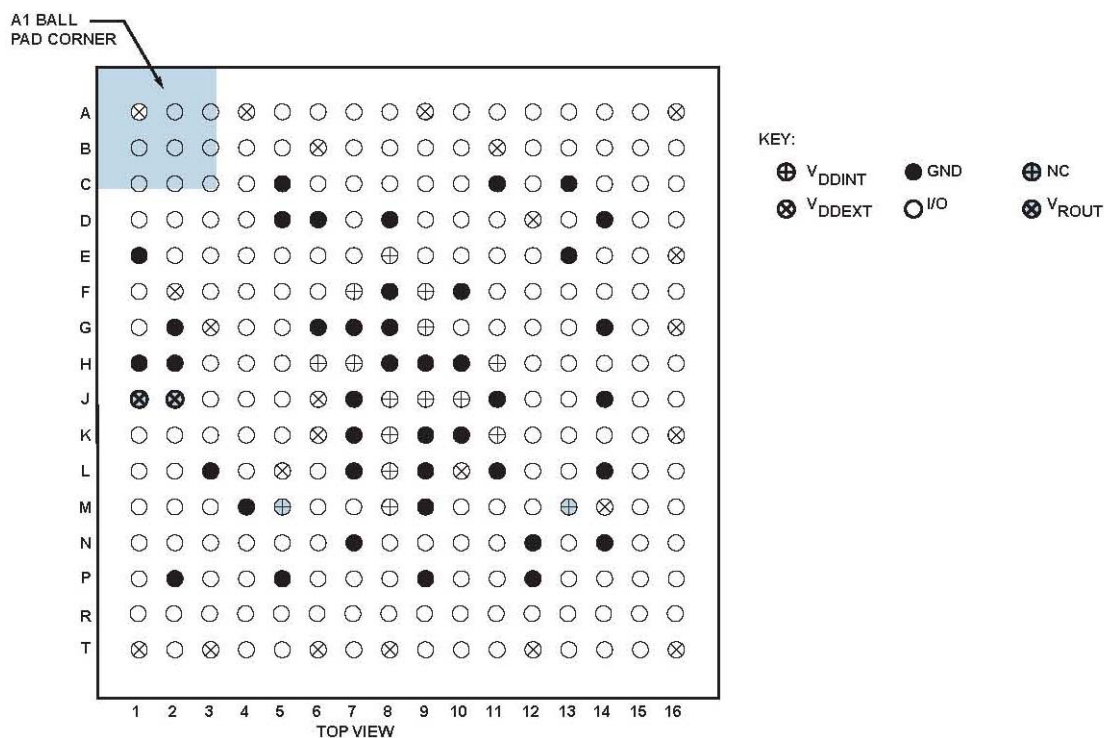 A1 BALL
PAD CORNER
A
B
C
D
E
F
G
H
J
K
L
M
N
P
R
T
1 2 3 4 5 6 7 8 9 10 11 12 13 14 15 16
TOP VIEW
KEY:
VDDINT GND NC
VDDEXT I/O VROUT